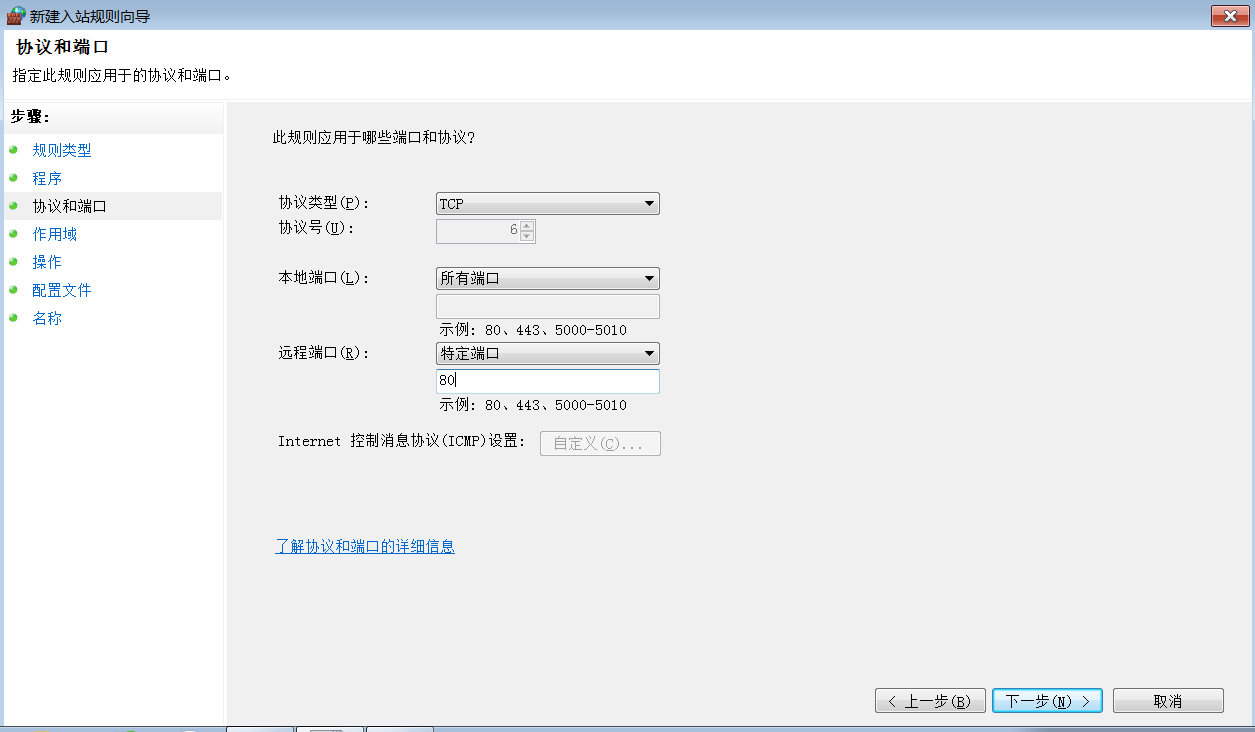 新建入站规则向导
协议和端口
指定此规则应用于的协议和端口。
步骤:
规则类型
程序
协议和端口
作用域
操作
配置文件
名称
此规则应用于哪些端口和协议?
协议类型(P): TCP
协议号(U): 6
本地端口(L): 所有端口
示例: 80、443、5000-5010
远程端口(R): 特定端口
80
示例: 80、443、5000-5010
Internet 控制消息协议(ICMP)设置: 自定义(C)...
了解协议和端口的详细信息
< 上一步(B) 下一步(N) > 取消